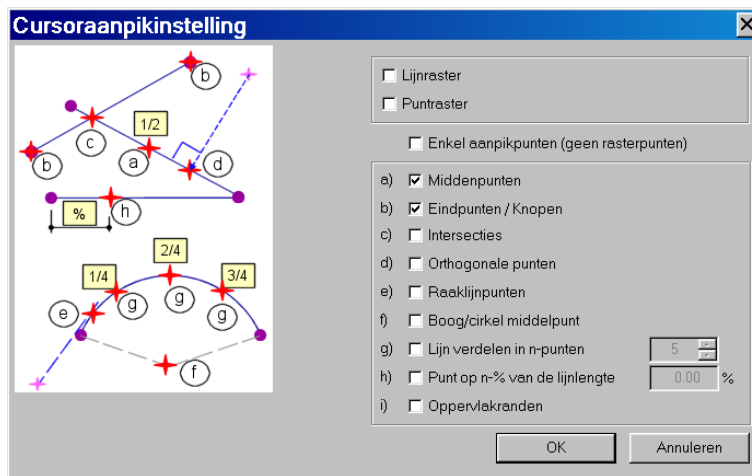 Cursoraanpikinstelling
b
1/2
c
a
b
d
%
h
2/4
1/4
3/4
g
g
g
e
f
Lijnraster
Puntraster
Enkel aanpikpunten (geen rasterpunten)
a) Middenpunten
b) Eindpunten / Knopen
c) Intersecties
d) Orthogonale punten
e) Raaklijnpunten
f) Boog/cirkel middelpunt
g) Lijn verdelen in n-punten 5
h) Punt op n-% van de lijnlengte 0.00 %
i) Oppervlakranden
OK Annuleren